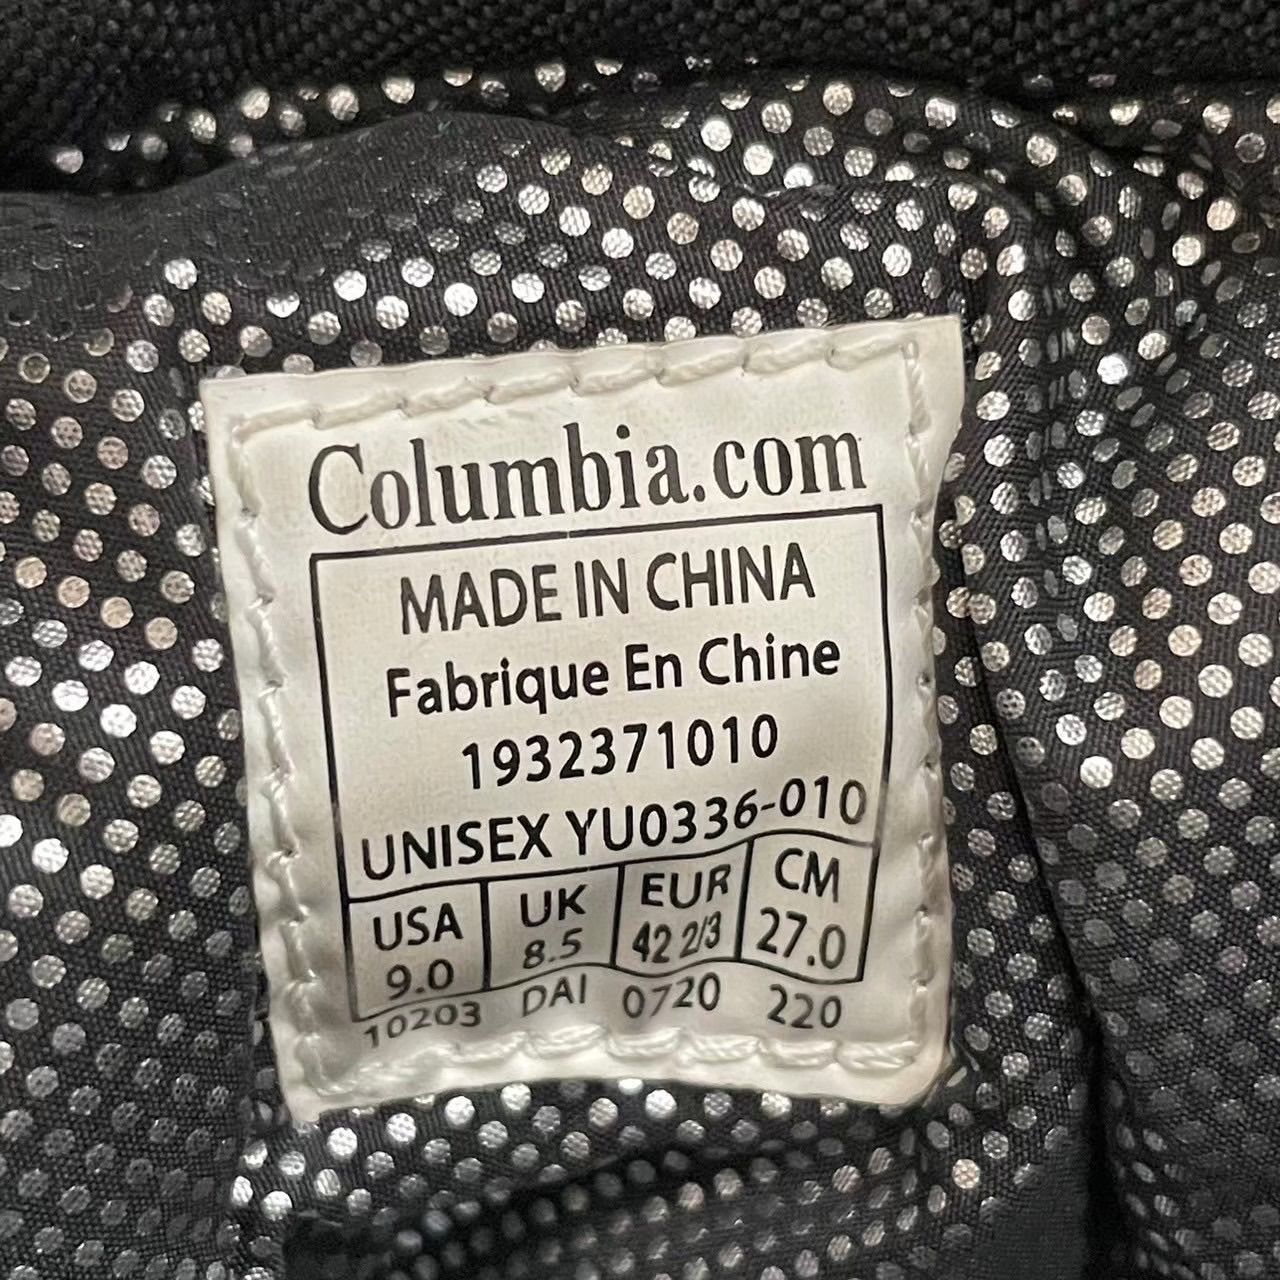 Columbia.com
MADE IN CHINA
Fabrique En Chine
1932371010
UNISEX YU0336-010
USA UK EUR CM
9.0 8.5 42 2/3 27.0
10203 DAI 0720 220